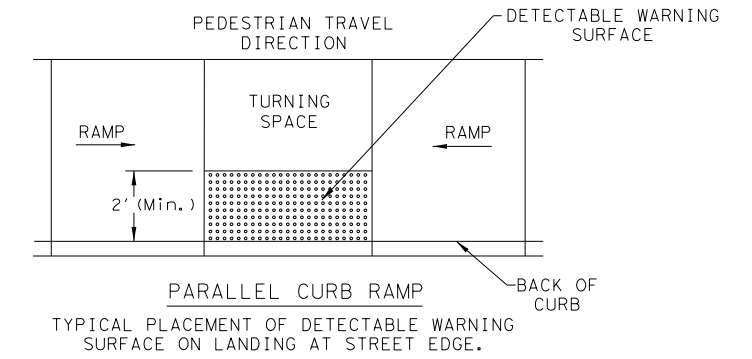 PEDESTRIAN TRAVEL
DIRECTION
DETECTABLE WARNING
SURFACE
TURNING
SPACE
RAMP
RAMP
2' (Min.)
BACK OF
CURB
PARALLEL CURB RAMP
TYPICAL PLACEMENT OF DETECTABLE WARNING
SURFACE ON LANDING AT STREET EDGE.